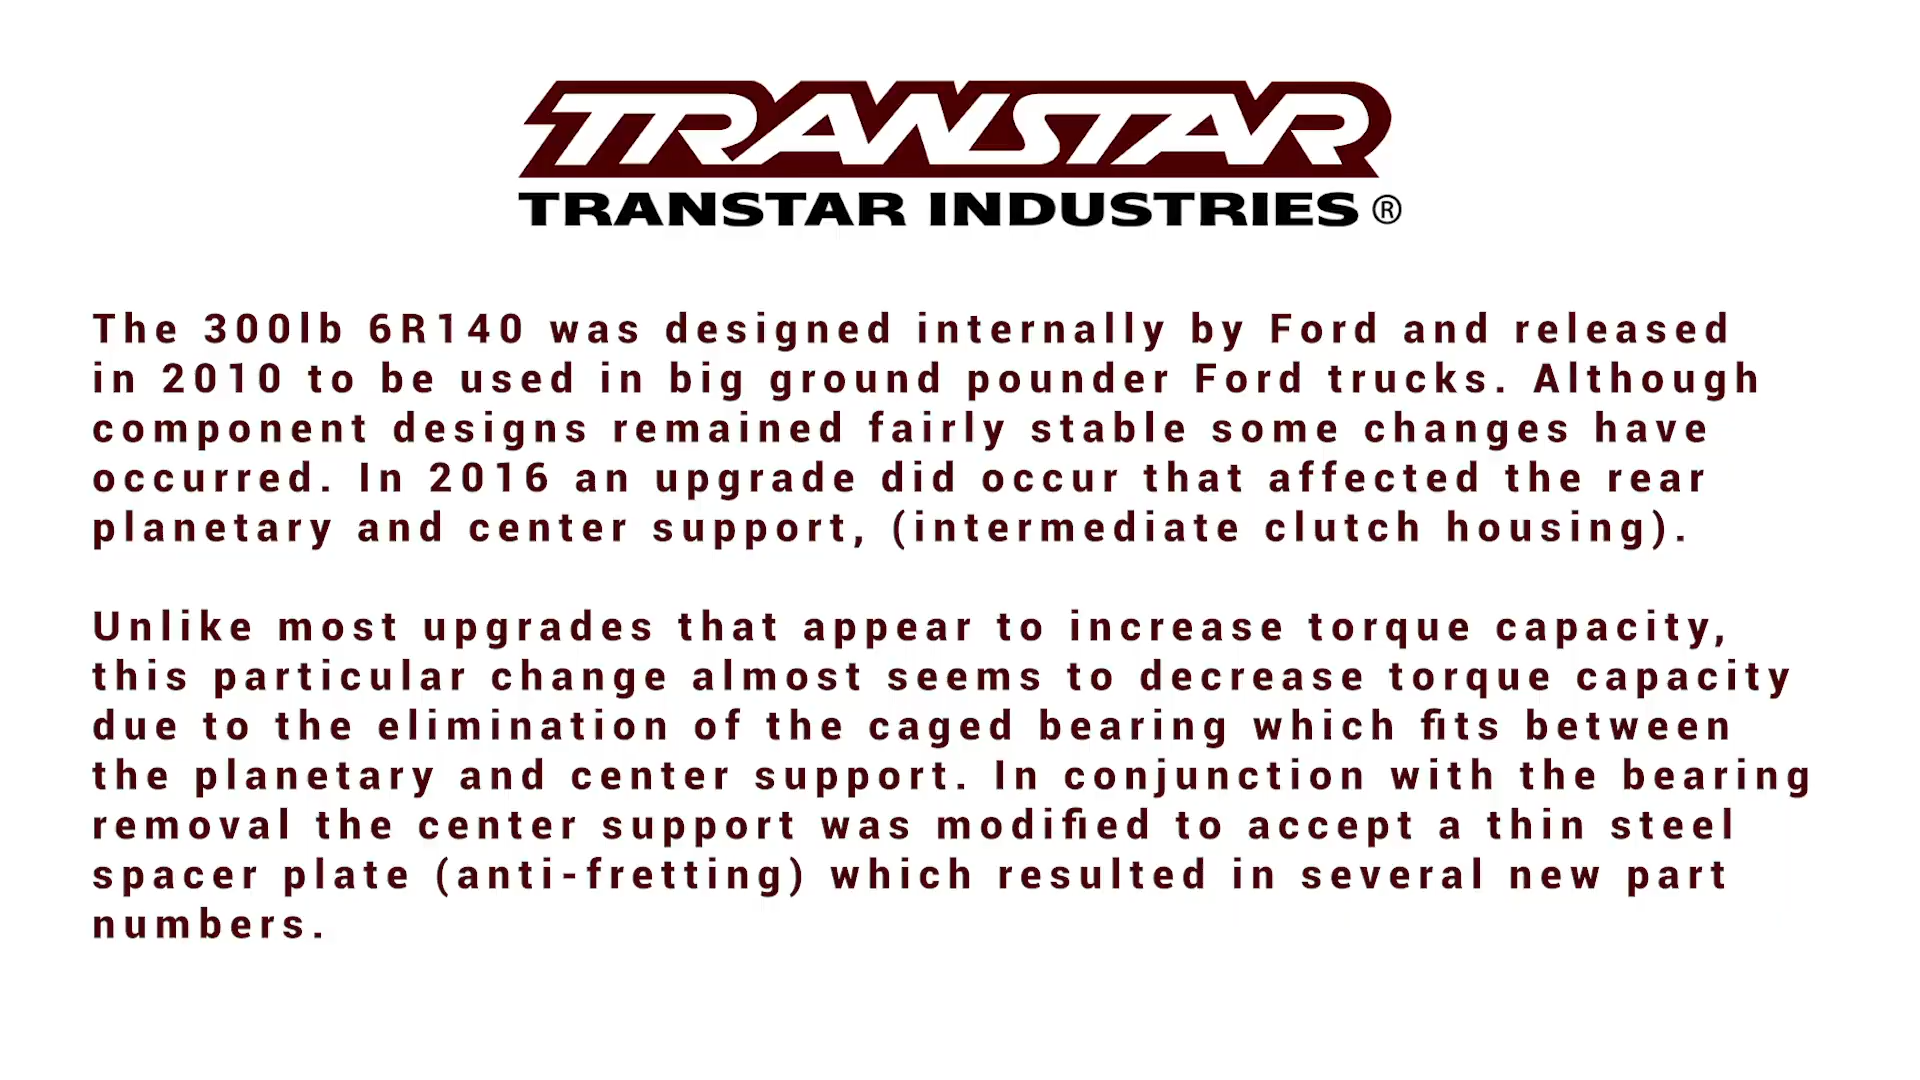 TRANSTAR
TRANSTAR INDUSTRIES ®
The 300lb 6R140 was designed internally by Ford and released
in 2010 to be used in big ground pounder Ford trucks. Although
component designs remained fairly stable some changes have
occurred. In 2016 an upgrade did occur that affected the rear
planetary and center support, (intermediate clutch housing).
Unlike most upgrades that appear to increase torque capacity,
this particular change almost seems to decrease torque capacity
due to the elimination of the caged bearing which fits between
the planetary and center support. In conjunction with the bearing
removal the center support was modified to accept a thin steel
spacer plate (anti-fretting) which resulted in several new part
numbers.